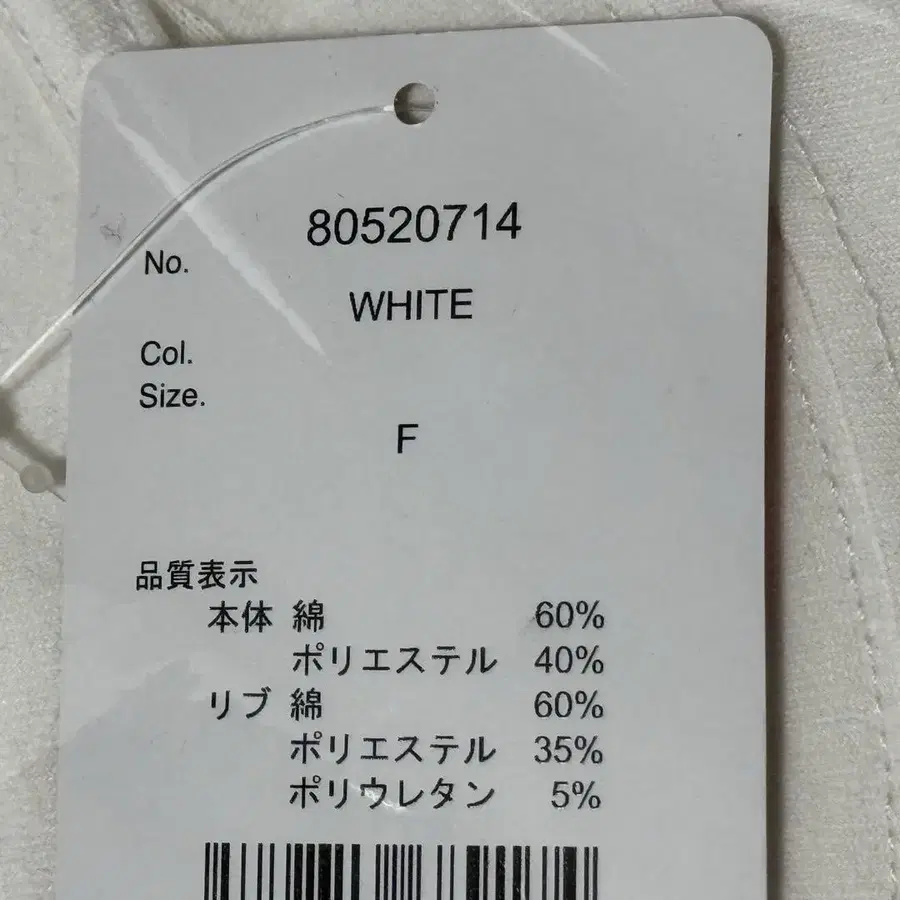 80520714
No.
WHITE
Col.
Size.
F
品質表示
本体 綿 60%
ポリエステル 40%
リブ 綿 60%
ポリエステル 35%
ポリウレタン 5%